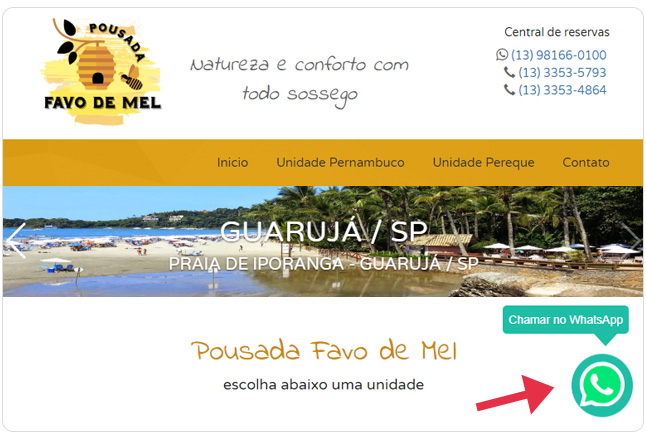 POUSADA
FAVO DE MEL
Natureza e conforto com
todo sossego
Central de reservas
(13) 98166-0100
(13) 3353-5793
(13) 3353-4864
Inicio Unidade Pernambuco Unidade Pereque Contato
GUARUJÁ / SP
PRAIA DE IPORANGA - GUARUJÁ / SP
Chamar no WhatsApp
Pousada Favo de Mel
escolha abaixo uma unidade